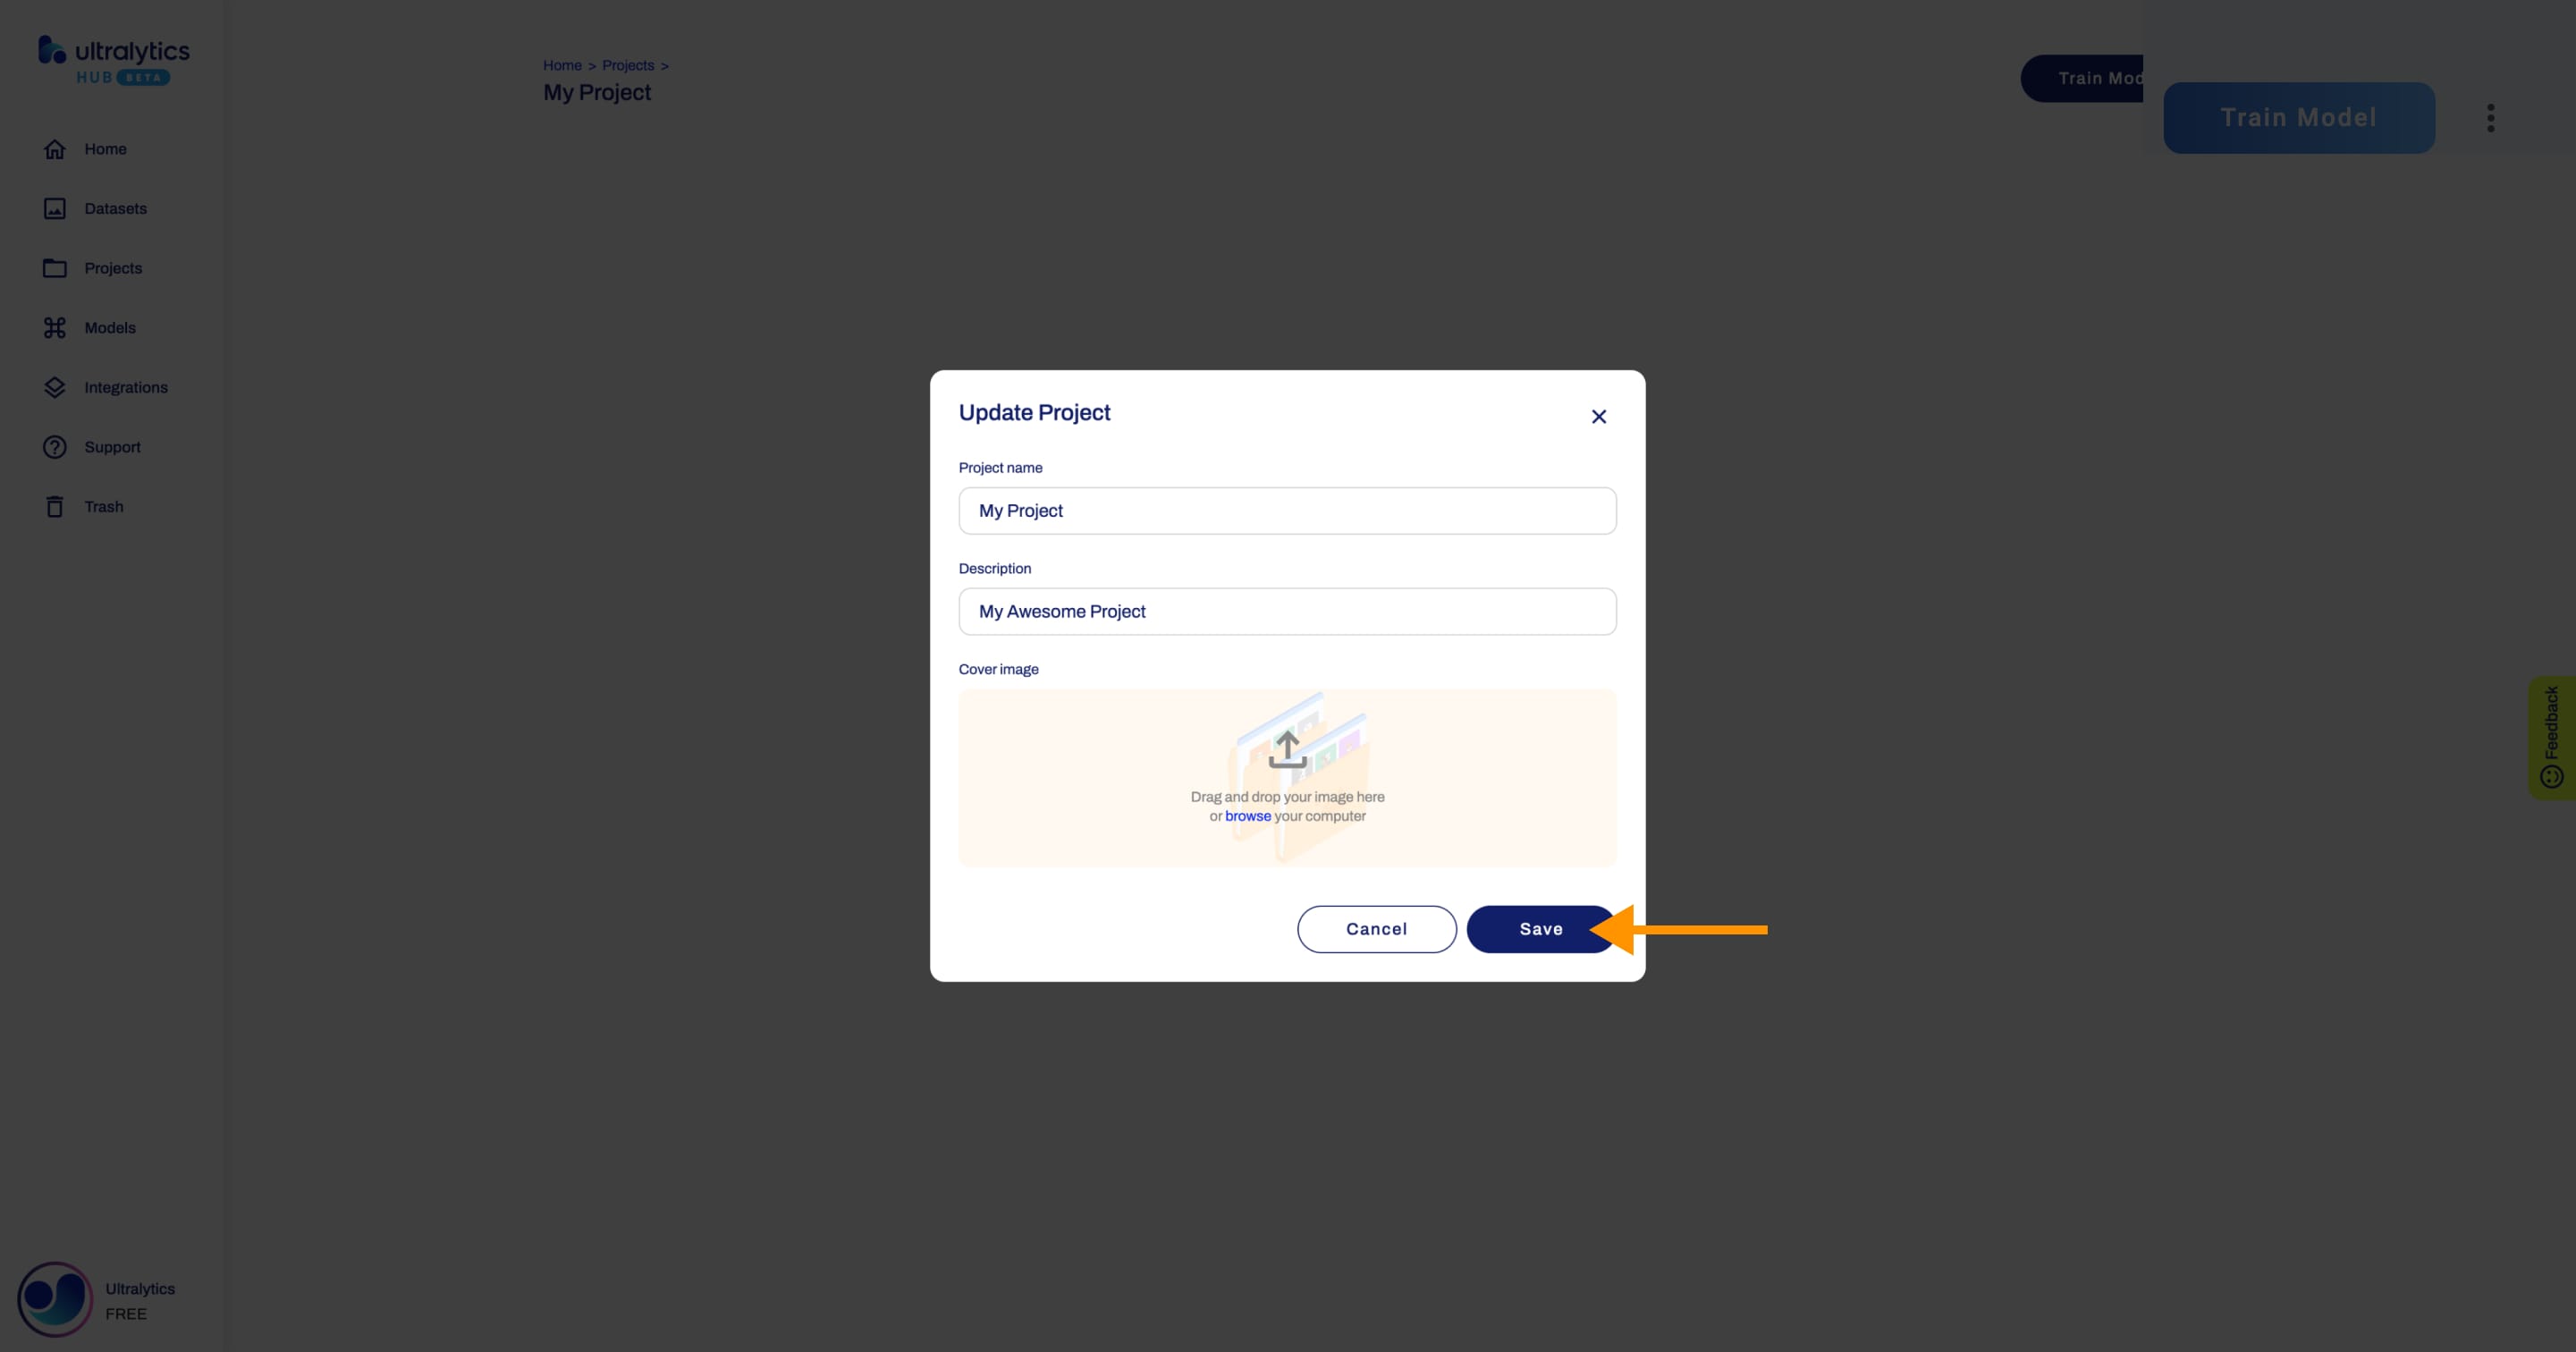 ultralytics
HUB BETA
Home
Datasets
Projects
Models
Integrations
Support
Trash
Ultralytics
FREE
Home > Projects >
My Project
Train Mod
Train Model
Update Project
Project name
My Project
Description
My Awesome Project
Cover image
Drag and drop your image here
or browse your computer
Cancel
Save
Feedback